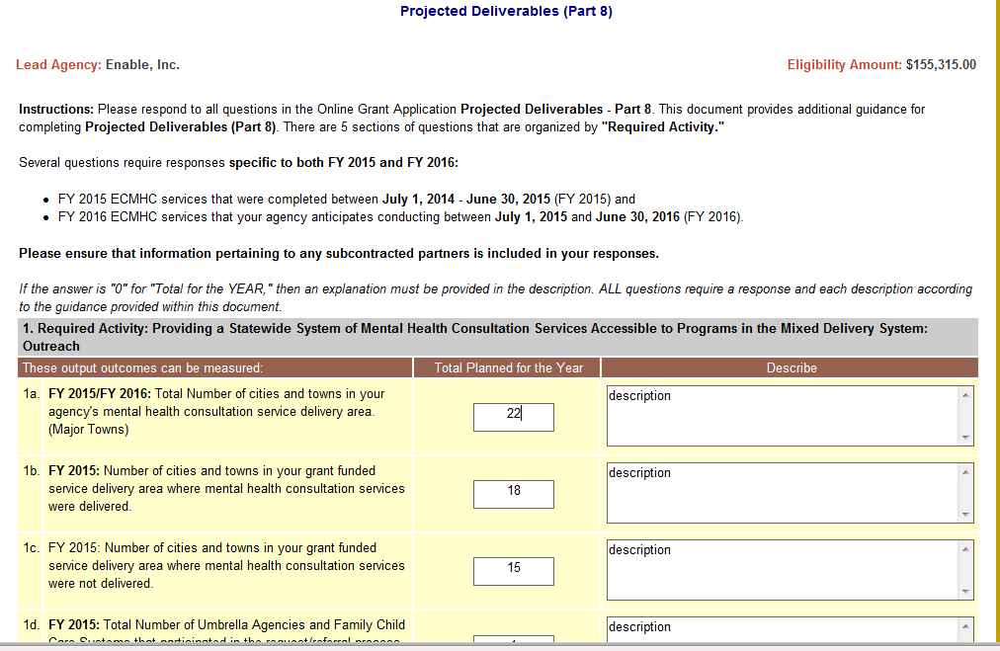 Projected Deliverables (Part 8)
Lead Agency: Enable, Inc. Eligibility Amount: $155,315.00
Instructions: Please respond to all questions in the Online Grant Application Projected Deliverables - Part 8. This document provides additional guidance for
completing Projected Deliverables (Part 8). There are 5 sections of questions that are organized by "Required Activity."
Several questions require responses specific to both FY 2015 and FY 2016:
• FY 2015 ECMHC services that were completed between July 1, 2014 - June 30, 2015 (FY 2015) and
• FY 2016 ECMHC services that your agency anticipates conducting between July 1, 2015 and June 30, 2016 (FY 2016).
Please ensure that information pertaining to any subcontracted partners is included in your responses.
If the answer is "0" for "Total for the YEAR," then an explanation must be provided in the description. ALL questions require a response and each description according
to the guidance provided within this document.
1. Required Activity: Providing a Statewide System of Mental Health Consultation Services Accessible to Programs in the Mixed Delivery System:
Outreach
These output outcomes can be measured: Total Planned for the Year Describe
1a. FY 2015/FY 2016: Total Number of cities and towns in your
agency's mental health consultation service delivery area.
(Major Towns)
22
description
1b. FY 2015: Number of cities and towns in your grant funded
service delivery area where mental health consultation services
were delivered.
18
description
1c. FY 2015: Number of cities and towns in your grant funded
service delivery area where mental health consultation services
were not delivered.
15
description
1d. FY 2015: Total Number of Umbrella Agencies and Family Child
Care Systems that participated in the request/referral process
description